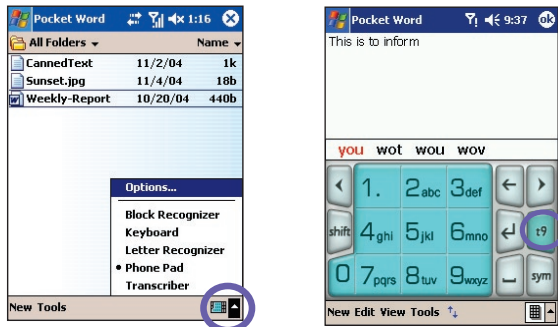 Pocket Word 1:16
All Folders Name
CannedText 11/2/04 1k
Sunset.jpg 11/4/04 18b
Weekly-Report 10/20/04 440b
Options...
Block Recognizer
Keyboard
Letter Recognizer
Phone Pad
Transcriber
New Tools
Pocket Word 9:37 ok
This is to inform
you wot wou wov
1. 2abc 3def
shift 4ghi 5jkl 6mno t9
0 7pqrs 8tuv 9wxyz sym
New Edit View Tools